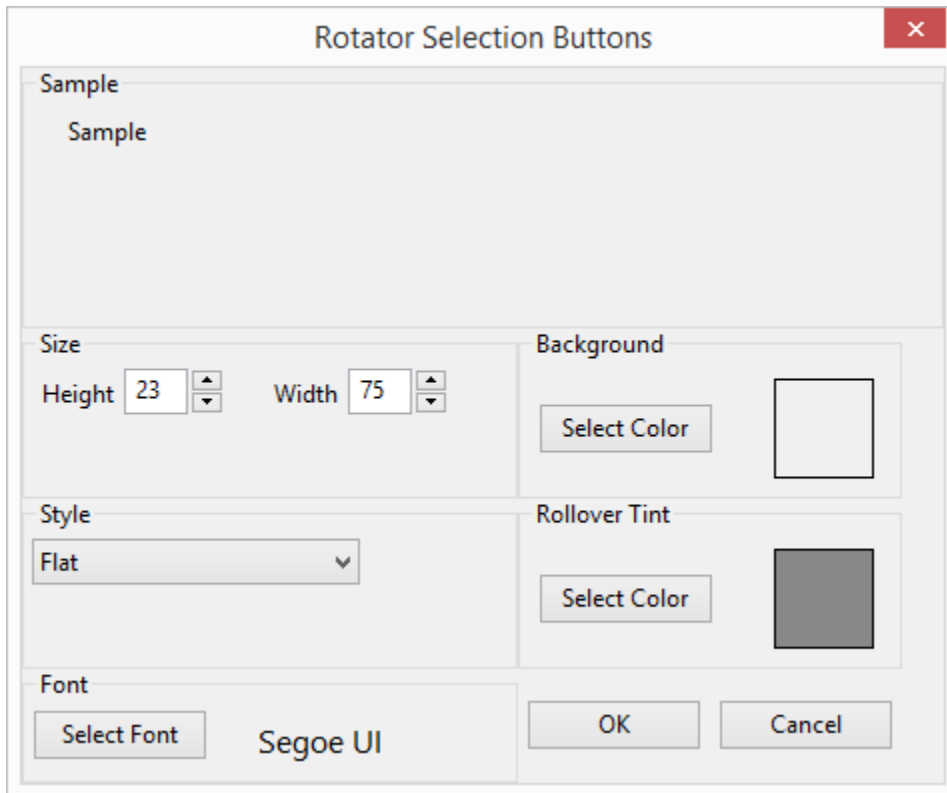 Rotator Selection Buttons
Sample
Sample
Size
Height 23 Width 75
Background
Select Color
Style
Flat
Rollover Tint
Select Color
Font
Select Font Segoe UI
OK Cancel